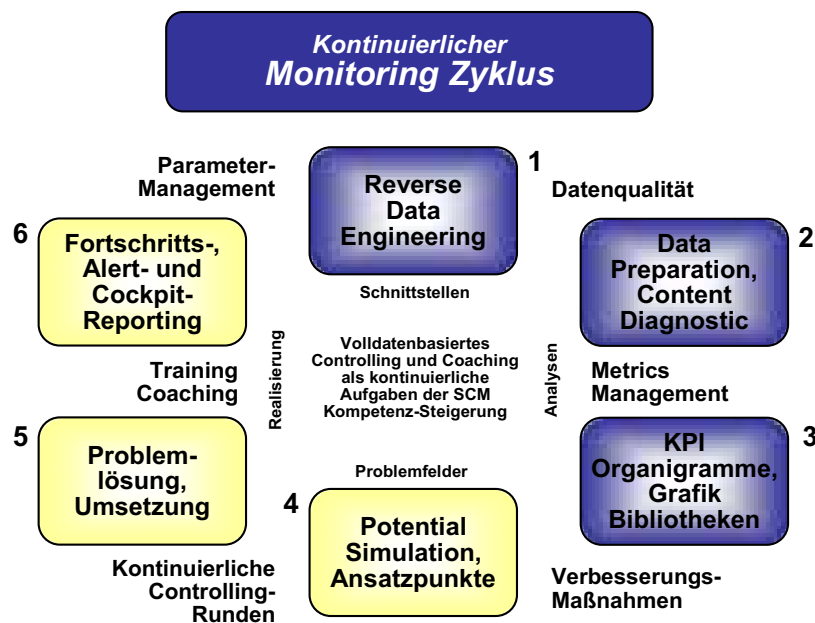 Kontinuierlicher
Monitoring Zyklus
Parameter-
Management
1
Reverse
Data
Engineering
Datenqualität
6
Fortschritts-,
Alert- und
Cockpit-
Reporting
Schnittstellen
2
Data
Preparation,
Content
Diagnostic
Realisierung
Volldatenbasiertes
Controlling und Coaching
als kontinuierliche
Aufgaben der SCM
Kompetenz-Steigerung
Analysen
Training
Coaching
Metrics
Management
5
Problem-
lösung,
Umsetzung
Problemfelder
4
Potential
Simulation,
Ansatzpunkte
3
KPI
Organigramme,
Grafik
Bibliotheken
Kontinuierliche
Controlling-
Runden
Verbesserungs-
Maßnahmen